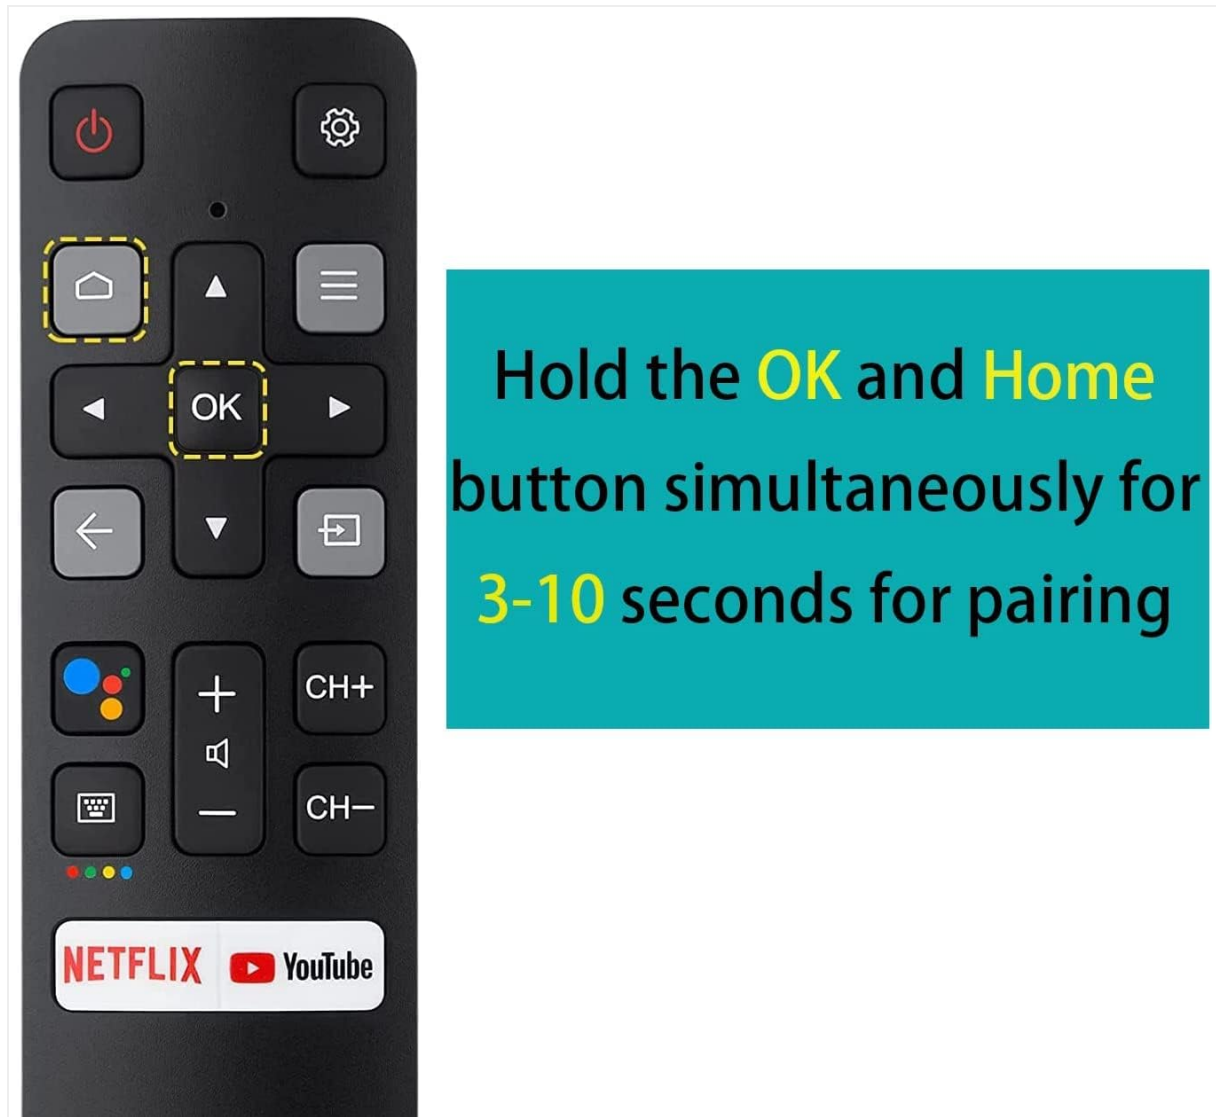 Hold the OK and Home
button simultaneously for
3-10 seconds for pairing
OK
CH+
CH−
NETFLIX
YouTube